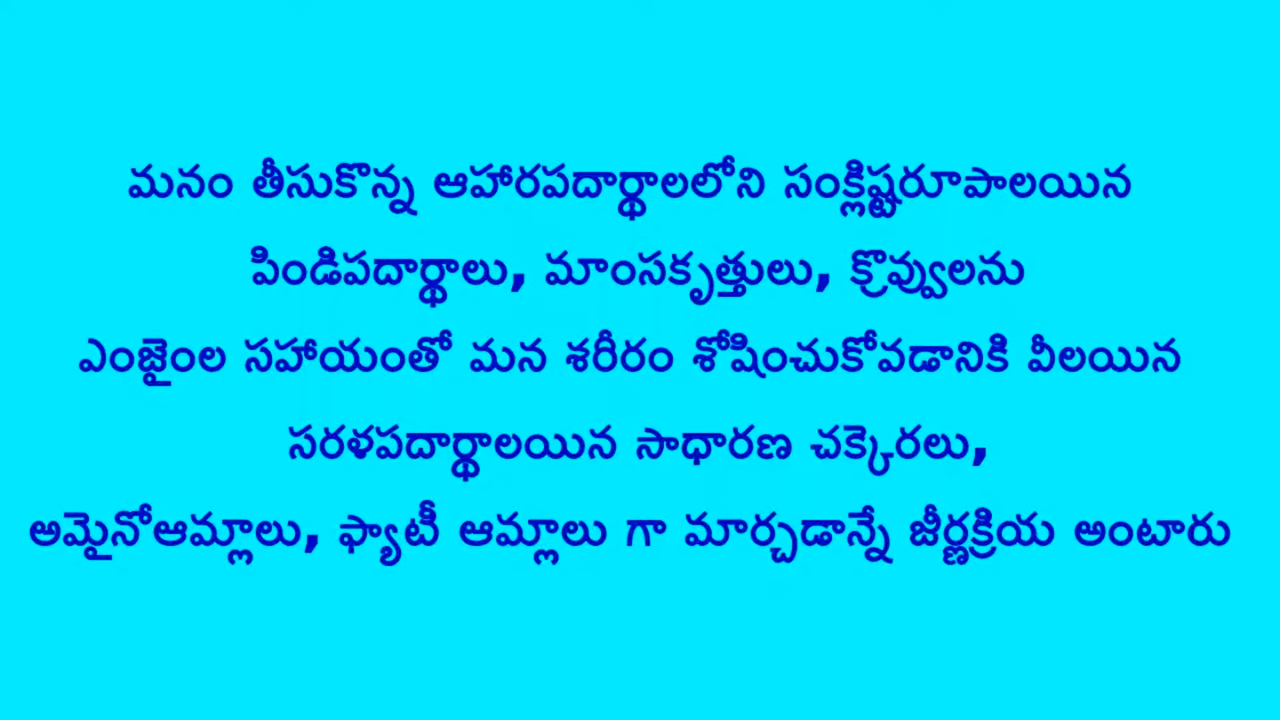 మనం తీసుకొన్న ఆహారపదార్థాలలోని సంక్లిష్టరూపాలయిన
పిండిపదార్థాలు, మాంసకృత్తులు, క్రొవ్వులను
ఎంజైంల సహాయంతో మన శరీరం శోషించుకోవడానికి వీలయిన
సరళపదార్థాలయిన సాధారణ చక్కెరలు,
అమైనోఆమ్లాలు, ఫ్యాటీ ఆమ్లాలు గా మార్చడాన్నే జీర్ణక్రియ అంటారు